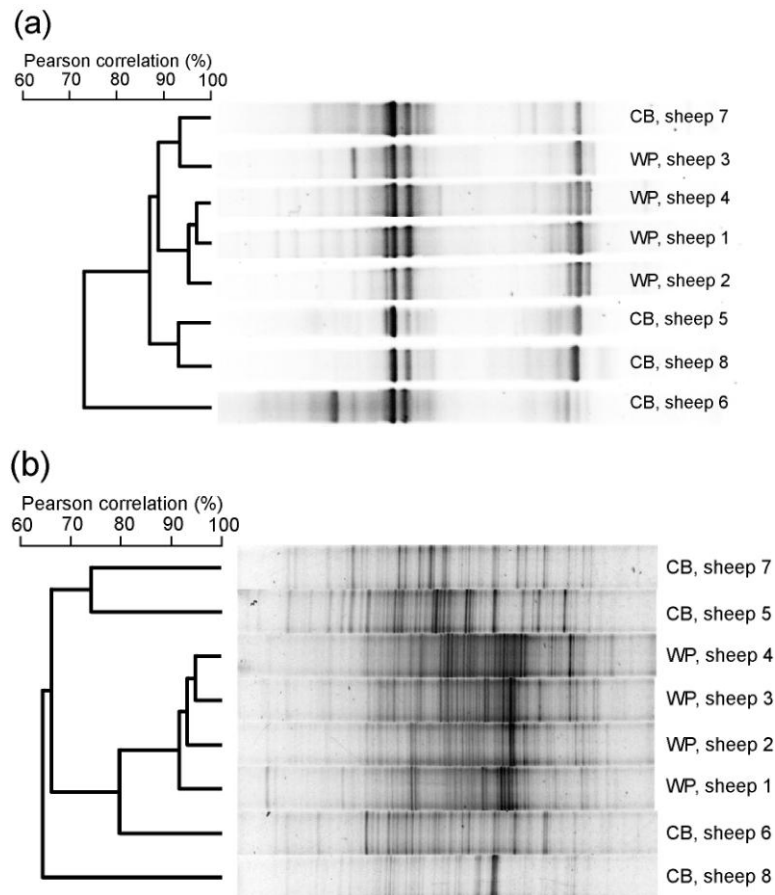 (a)
Pearson correlation (%)
60 70 80 90 100
CB, sheep 7
WP, sheep 3
WP, sheep 4
WP, sheep 1
WP, sheep 2
CB, sheep 5
CB, sheep 8
CB, sheep 6
(b)
Pearson correlation (%)
60 70 80 90 100
CB, sheep 7
CB, sheep 5
WP, sheep 4
WP, sheep 3
WP, sheep 2
WP, sheep 1
CB, sheep 6
CB, sheep 8